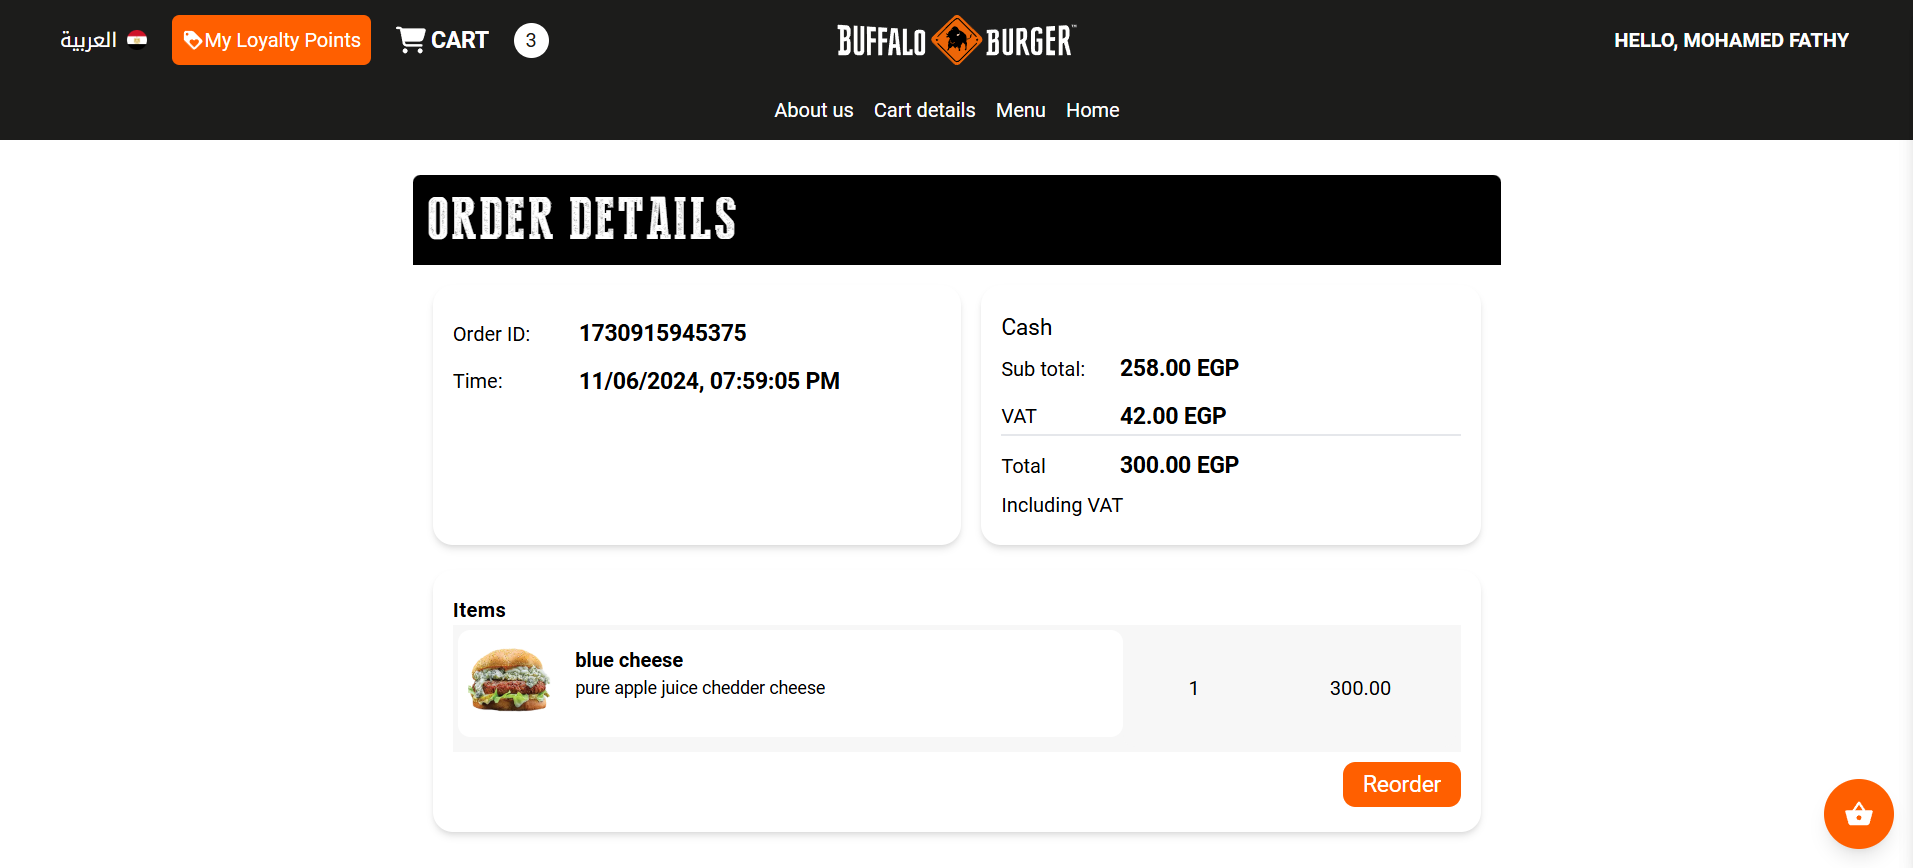 العربية
My Loyalty Points
CART 3
BUFFALO BURGER™
HELLO, MOHAMED FATHY
About us Cart details Menu Home
ORDER DETAILS
Order ID: 1730915945375
Time: 11/06/2024, 07:59:05 PM
Cash
Sub total: 258.00 EGP
VAT 42.00 EGP
Total 300.00 EGP
Including VAT
Items
blue cheese
pure apple juice chedder cheese
1 300.00
Reorder